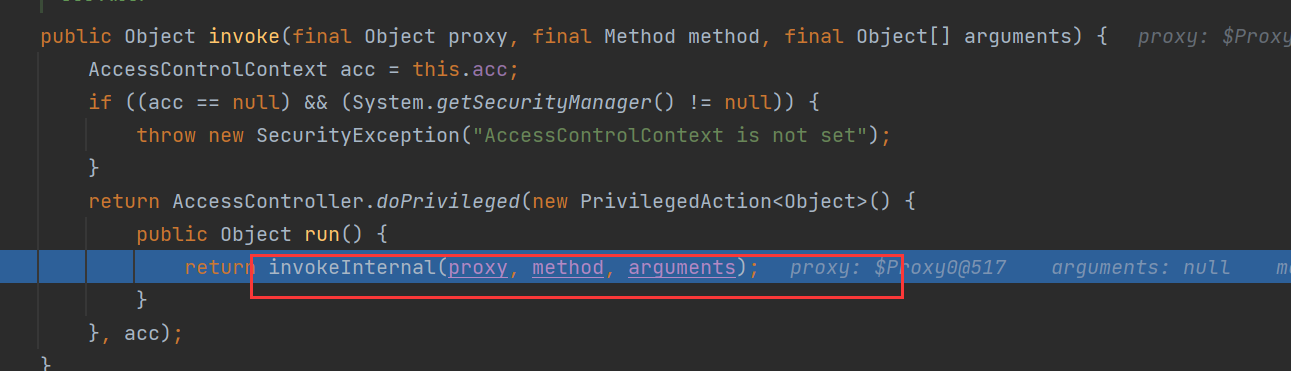 public Object invoke(final Object proxy, final Method method, final Object[] arguments) {   proxy: $Proxy
AccessControlContext acc = this.acc;
if ((acc == null) && (System.getSecurityManager() != null)) {
throw new SecurityException("AccessControlContext is not set");
}
return AccessController.doPrivileged(new PrivilegedAction<Object>() {
public Object run() {
return invokeInternal(proxy, method, arguments);   proxy: $Proxy0@517   arguments: null
}
}, acc);
}